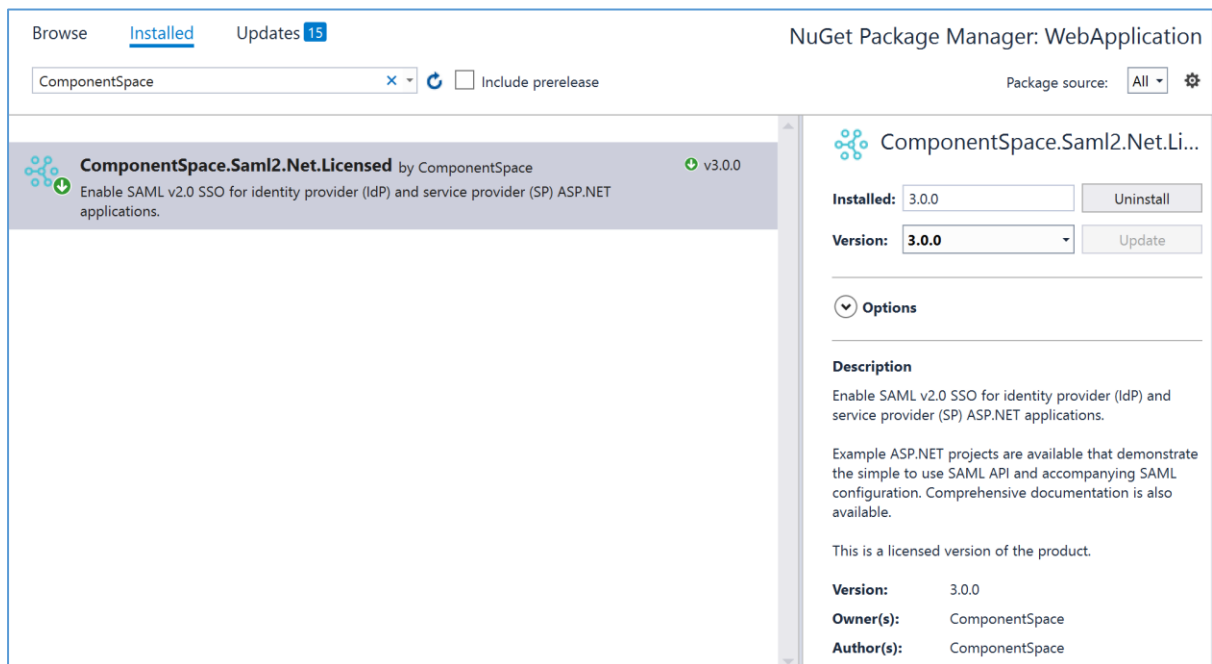 Browse Installed Updates 15
NuGet Package Manager: WebApplication
ComponentSpace
Include prerelease
Package source: All
ComponentSpace.Saml2.Net.Licensed by ComponentSpace v3.0.0
Enable SAML v2.0 SSO for identity provider (IdP) and service provider (SP) ASP.NET
applications.
ComponentSpace.Saml2.Net.Li...
Installed: 3.0.0 Uninstall
Version: 3.0.0 Update
Options
Description
Enable SAML v2.0 SSO for identity provider (IdP) and
service provider (SP) ASP.NET applications.
Example ASP.NET projects are available that demonstrate
the simple to use SAML API and accompanying SAML
configuration. Comprehensive documentation is also
available.
This is a licensed version of the product.
Version: 3.0.0
Owner(s): ComponentSpace
Author(s): ComponentSpace